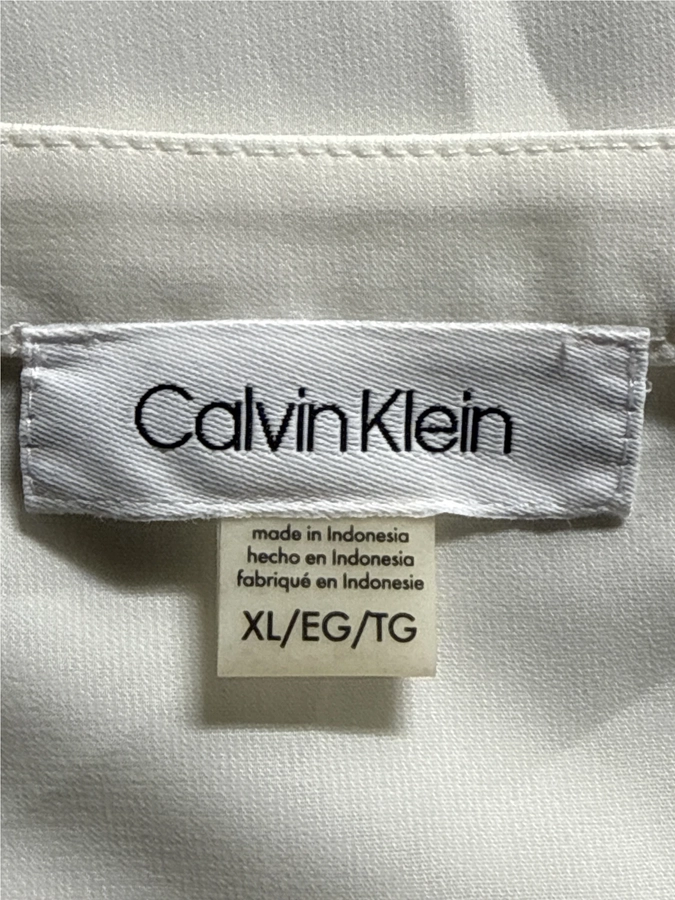 Calvin Klein
made in Indonesia
hecho en Indonesia
fabriqué en Indonesie
XL/EG/TG